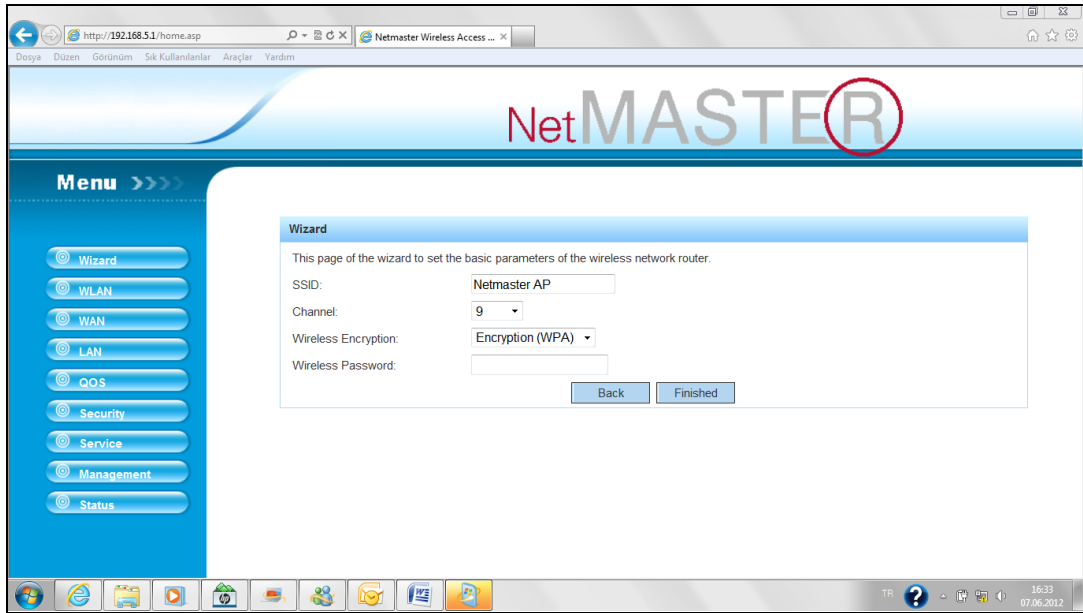 http://192.168.5.1/home.asp
Netmaster Wireless Access ...
Dosya Düzen Görünüm Sık Kullanılanlar Araçlar Yardım
NetMASTER
Menu
Wizard
WLAN
WAN
LAN
QOS
Security
Service
Management
Status
Wizard
This page of the wizard to set the basic parameters of the wireless network router.
SSID: Netmaster AP
Channel: 9
Wireless Encryption: Encryption (WPA)
Wireless Password:
Back Finished
TR
16:33
07.06.2012